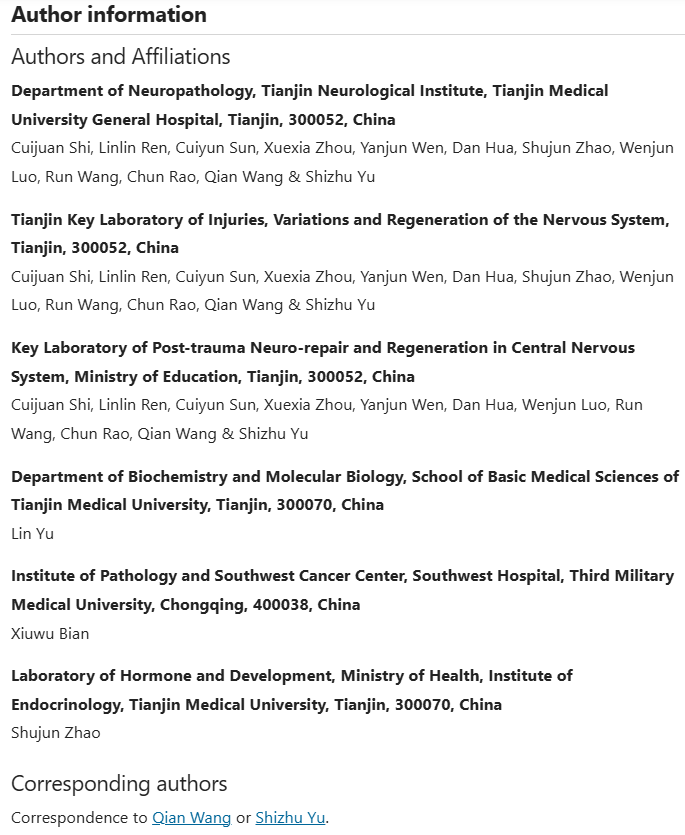 Author information
Authors and Affiliations
Department of Neuropathology, Tianjin Neurological Institute, Tianjin Medical
University General Hospital, Tianjin, 300052, China
Cuijuan Shi, Linlin Ren, Cuiyun Sun, Xuexia Zhou, Yanjun Wen, Dan Hua, Shujun Zhao, Wenjun
Luo, Run Wang, Chun Rao, Qian Wang & Shizhu Yu
Tianjin Key Laboratory of Injuries, Variations and Regeneration of the Nervous System,
Tianjin, 300052, China
Cuijuan Shi, Linlin Ren, Cuiyun Sun, Xuexia Zhou, Yanjun Wen, Dan Hua, Shujun Zhao, Wenjun
Luo, Run Wang, Chun Rao, Qian Wang & Shizhu Yu
Key Laboratory of Post-trauma Neuro-repair and Regeneration in Central Nervous
System, Ministry of Education, Tianjin, 300052, China
Cuijuan Shi, Linlin Ren, Cuiyun Sun, Xuexia Zhou, Yanjun Wen, Dan Hua, Wenjun Luo, Run
Wang, Chun Rao, Qian Wang & Shizhu Yu
Department of Biochemistry and Molecular Biology, School of Basic Medical Sciences of
Tianjin Medical University, Tianjin, 300070, China
Lin Yu
Institute of Pathology and Southwest Cancer Center, Southwest Hospital, Third Military
Medical University, Chongqing, 400038, China
Xiuwu Bian
Laboratory of Hormone and Development, Ministry of Health, Institute of
Endocrinology, Tianjin Medical University, Tianjin, 300070, China
Shujun Zhao
Corresponding authors
Correspondence to Qian Wang or Shizhu Yu.